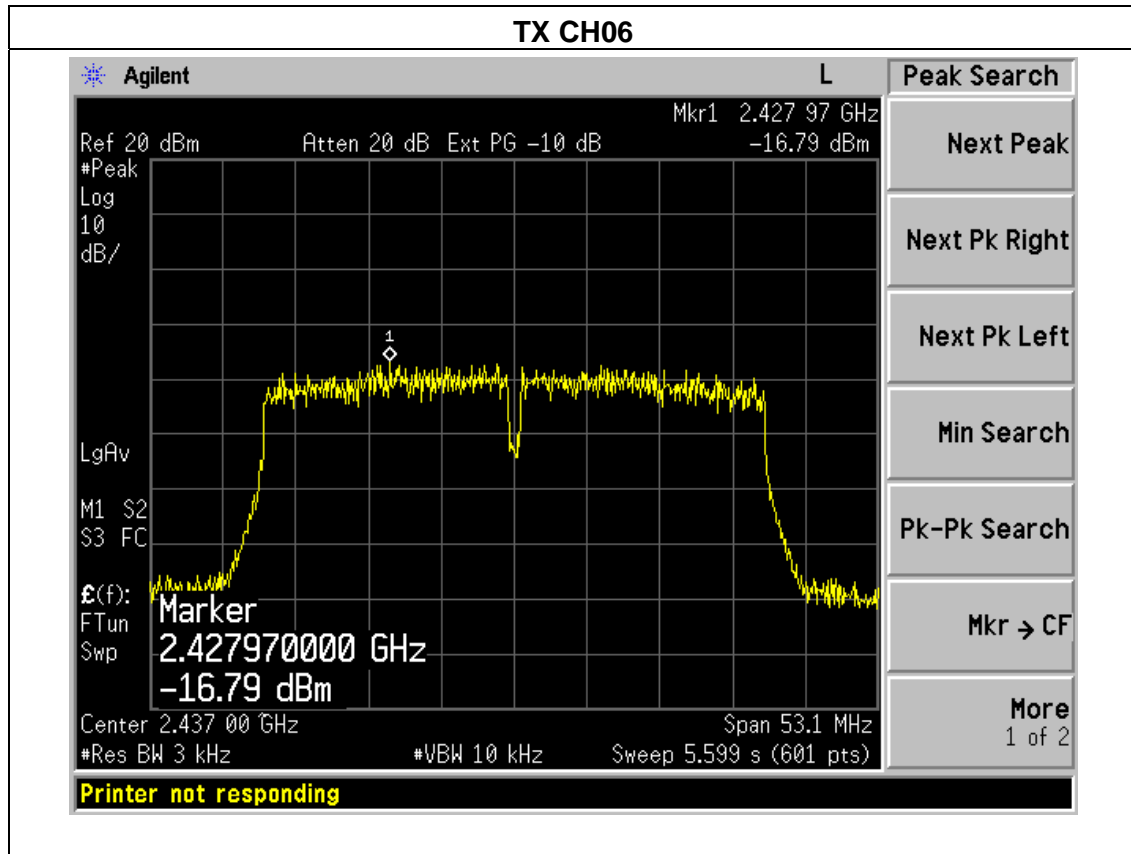 TX CH06
Agilent L Peak Search
Mkr1 2.427 97 GHz
Ref 20 dBm Atten 20 dB Ext PG -10 dB -16.79 dBm
#Peak
Log
10
dB/
1
LgAv
M1 S2
S3 FC
£(f):
FTun
Swp
Marker
2.427970000 GHz
-16.79 dBm
Center 2.437 00 GHz Span 53.1 MHz
#Res BW 3 kHz #VBW 10 kHz Sweep 5.599 s (601 pts)
Next Peak
Next Pk Right
Next Pk Left
Min Search
Pk-Pk Search
Mkr → CF
More
1 of 2
Printer not responding